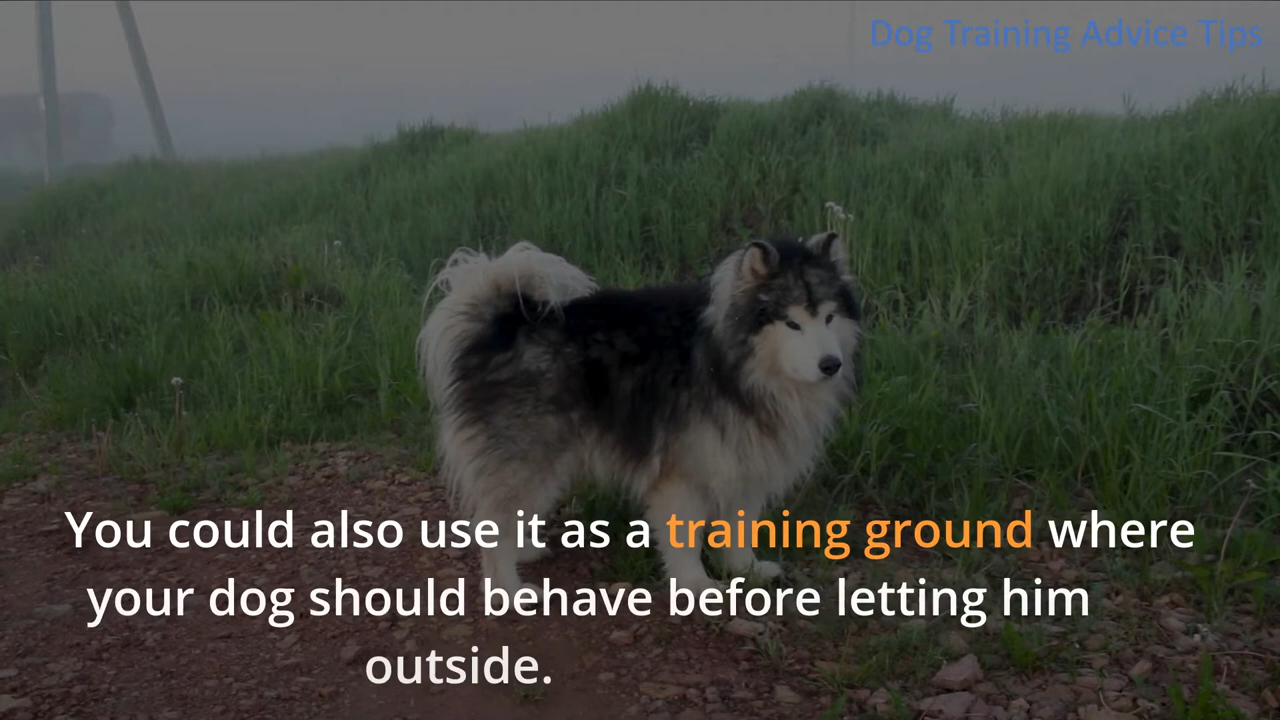 Dog Training Advice Tips
You could also use it as a training ground where
your dog should behave before letting him
outside.